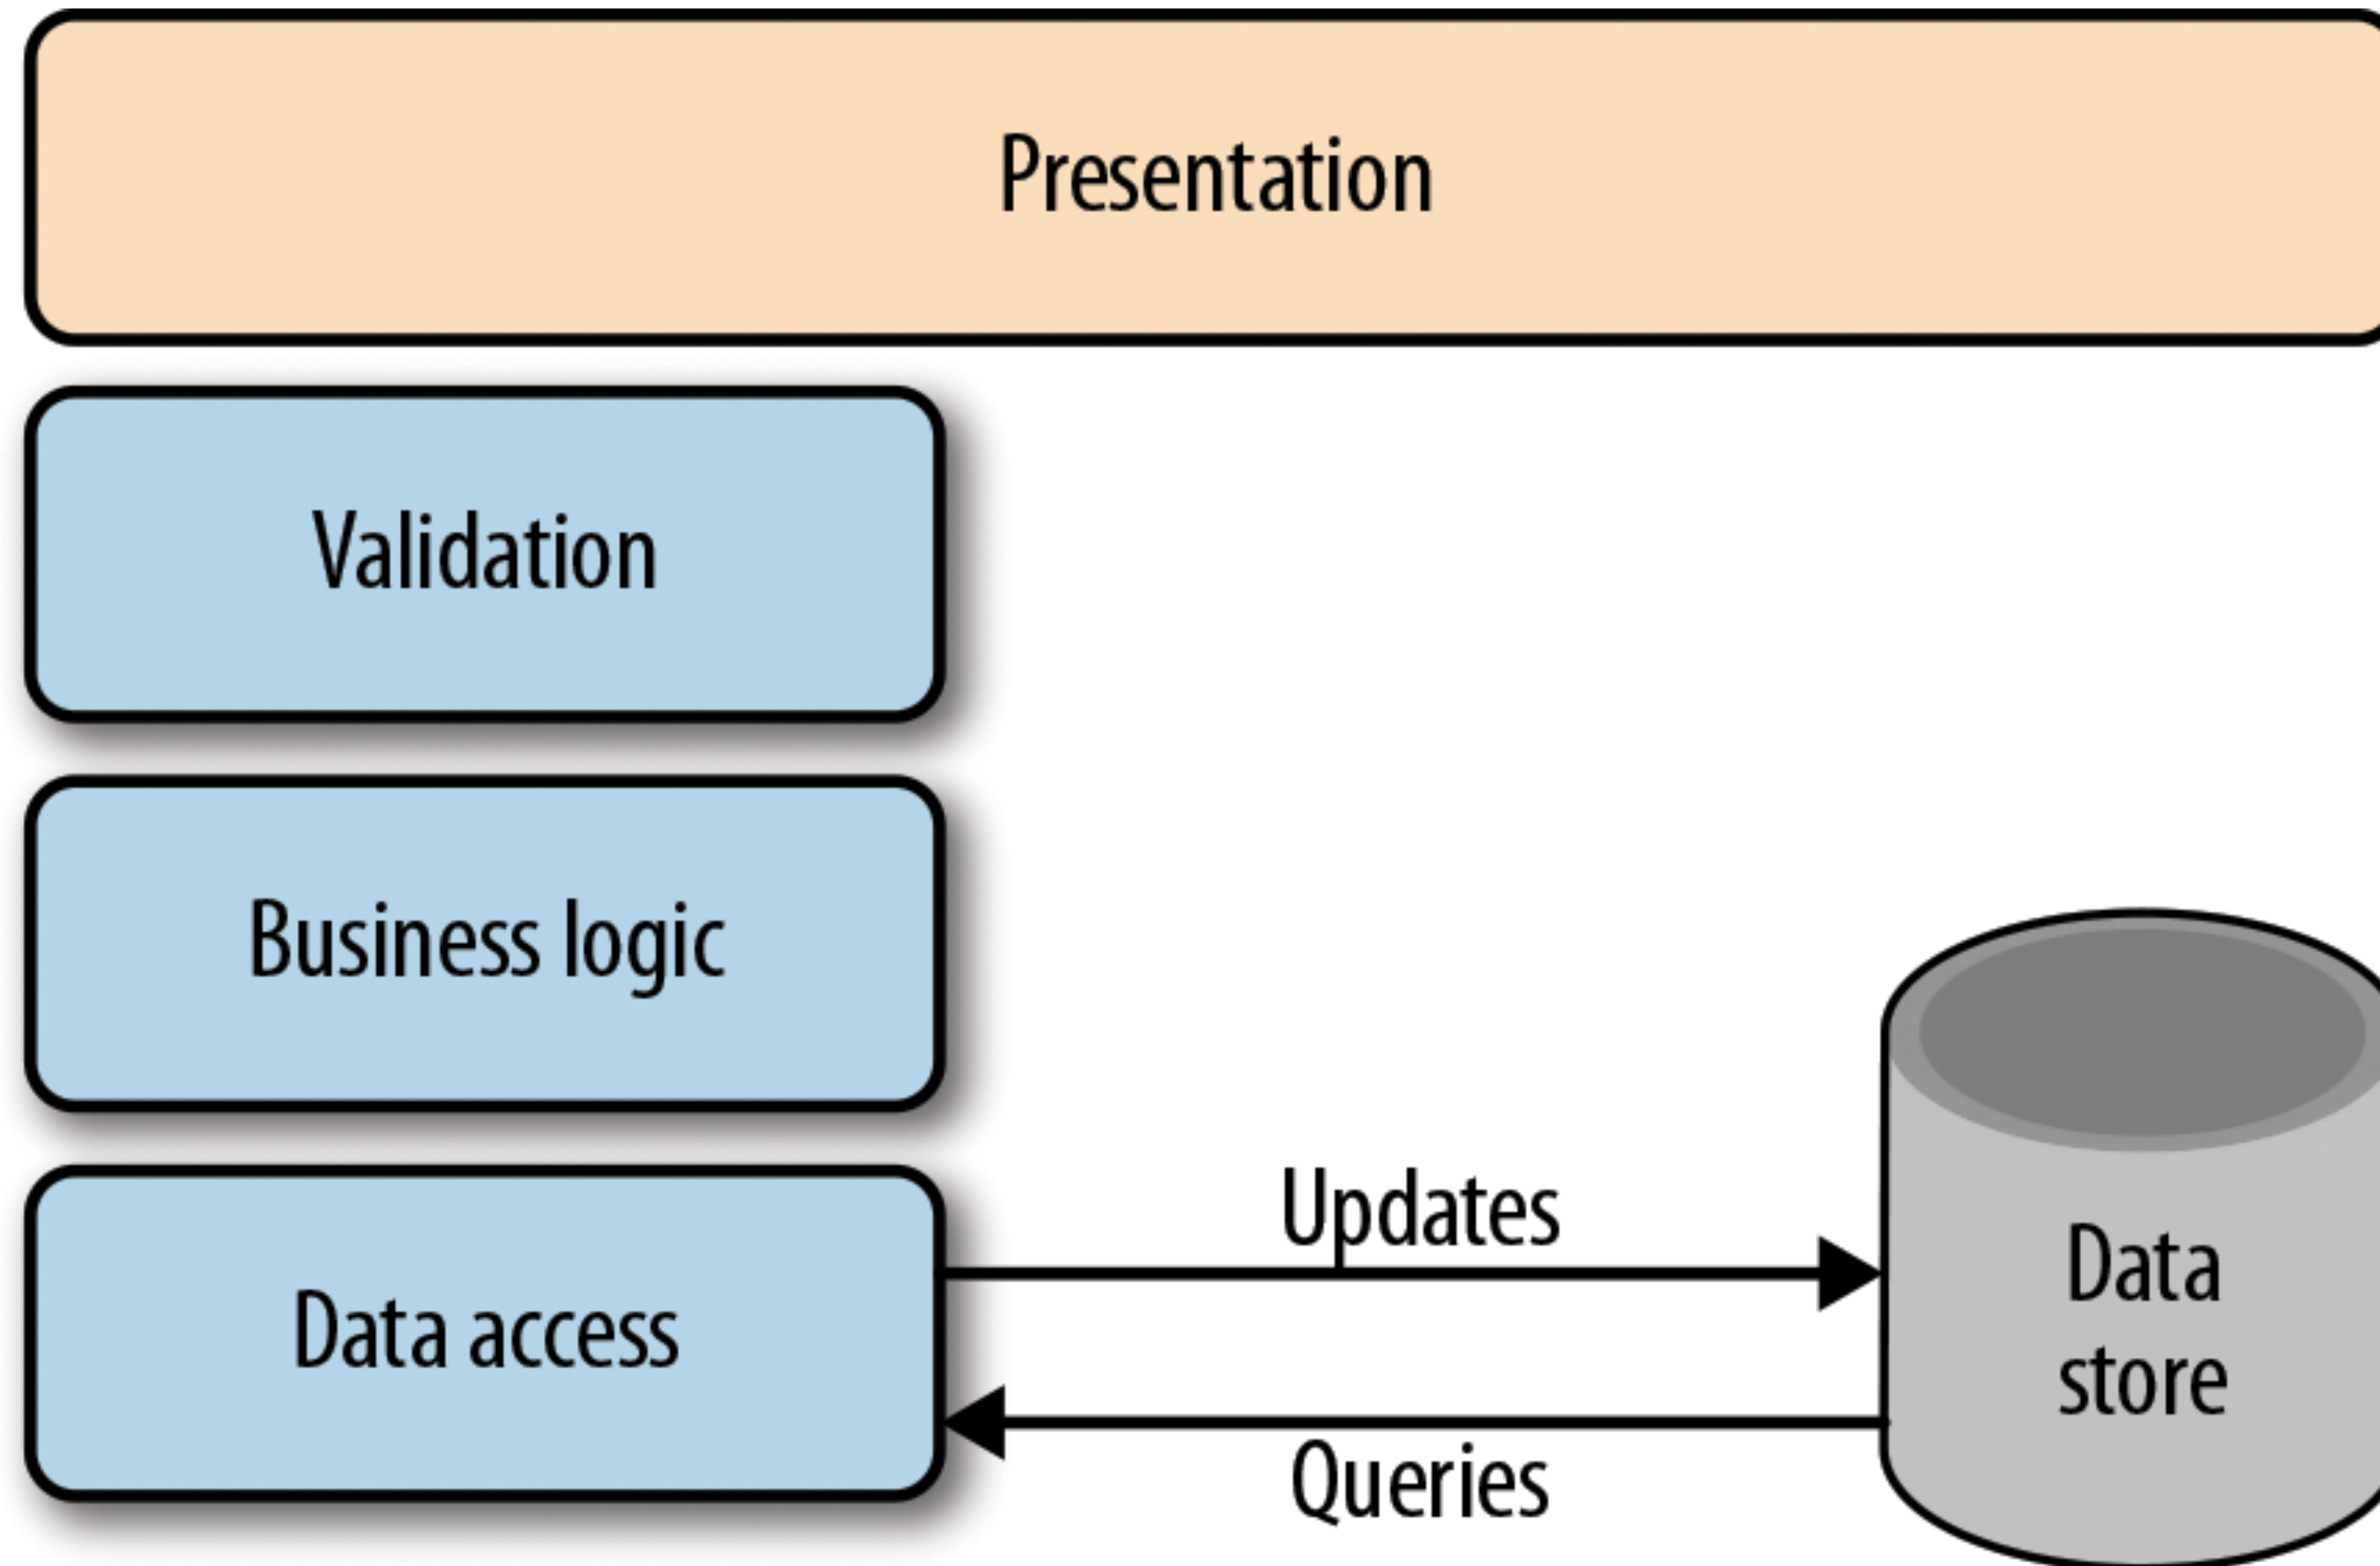 Presentation
Validation
Business logic
Data access
Updates
Queries
Data
store